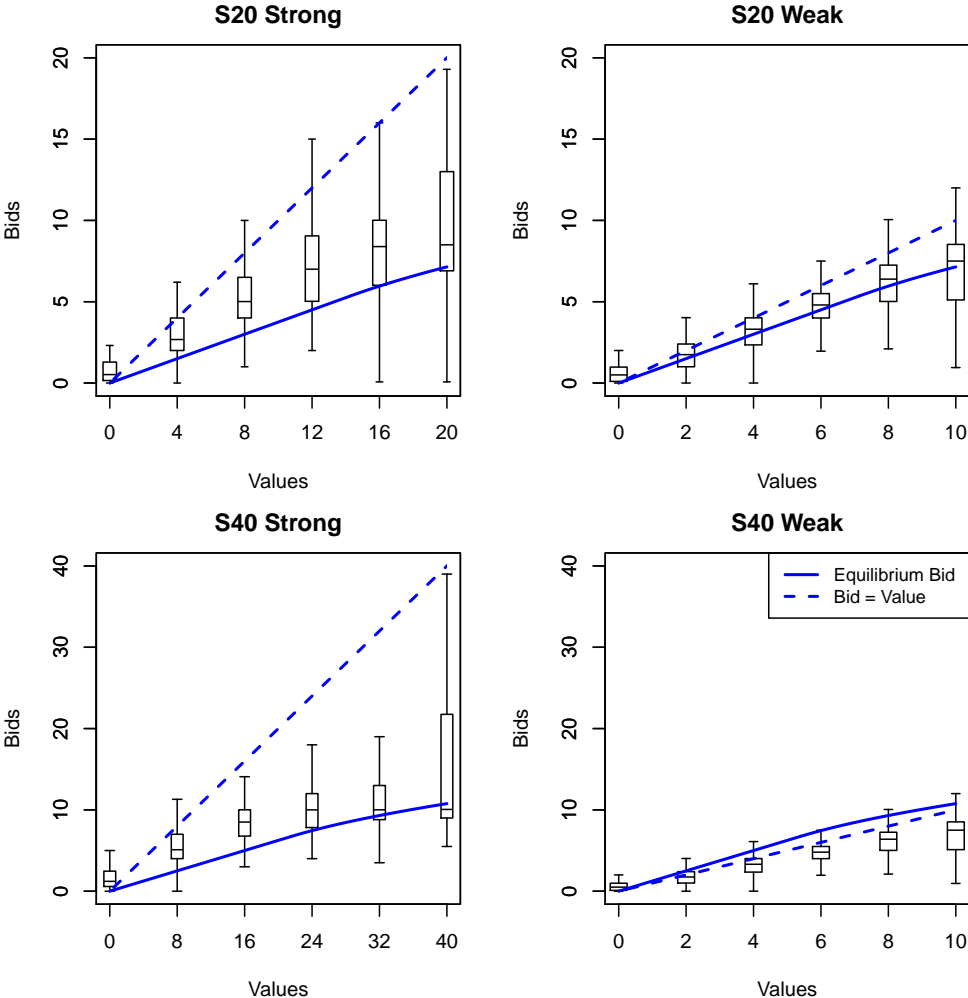 S20 Strong
Bids
20
15
10
5
0
0 4 8 12 16 20
Values
S20 Weak
Bids
20
15
10
5
0
0 2 4 6 8 10
Values
S40 Strong
Bids
40
30
20
10
0
0 8 16 24 32 40
Values
S40 Weak
Bids
40
30
20
10
0
Equilibrium Bid
Bid = Value
0 2 4 6 8 10
Values